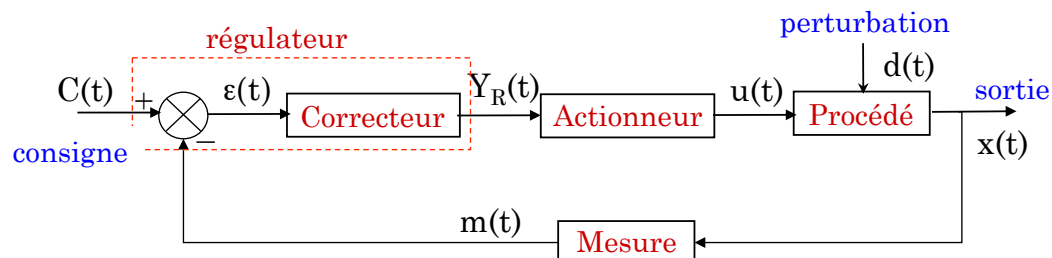 régulateur
perturbation
C(t)
+
ε(t)
Correcteur
Y_R(t)
Actionneur
u(t)
d(t)
Procédé
sortie
x(t)
consigne
−
m(t)
Mesure